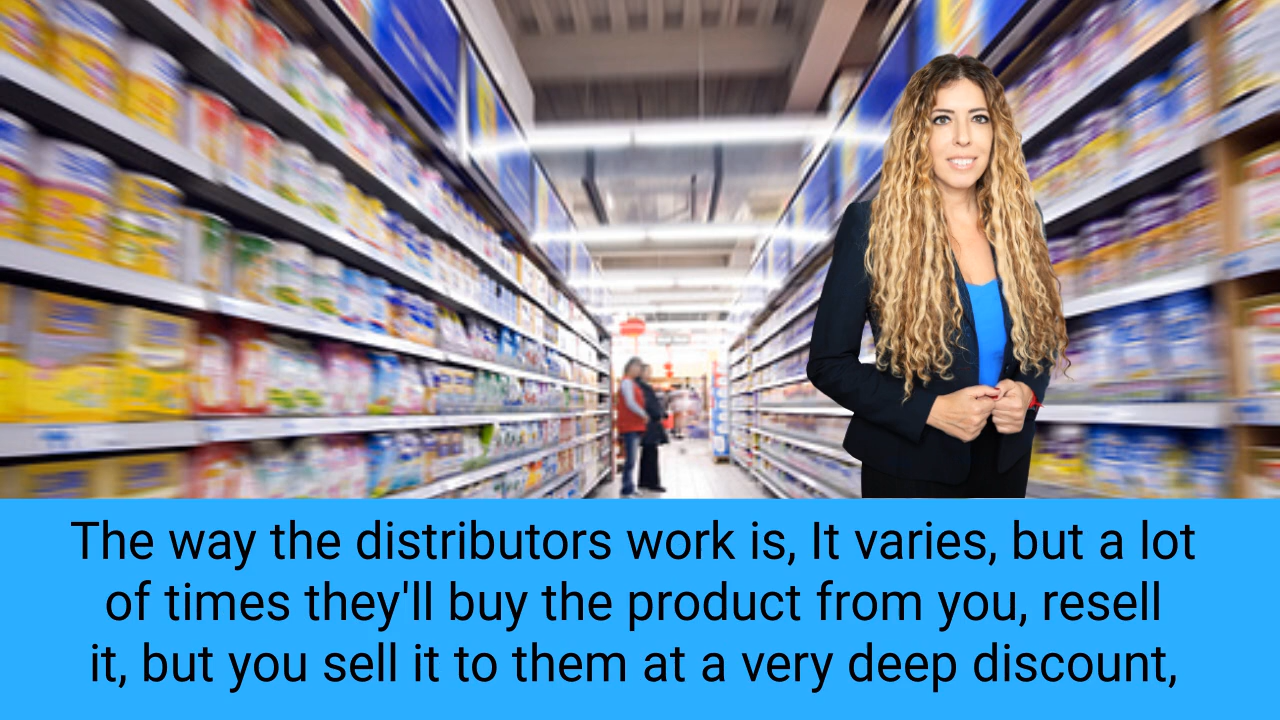 The way the distributors work is, It varies, but a lot
of times they'll buy the product from you, resell
it, but you sell it to them at a very deep discount,